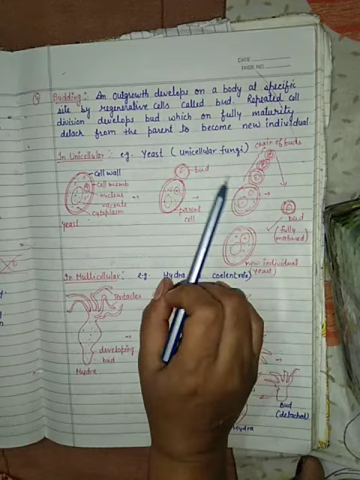 DATE
PAGE NO.
Budding: An outgrowth develops on a body at specific
site by regenerative cells called bud. Repeated cell
division develops bud which on fully maturity
detach from the parent to become new individual
In Unicellular: eg. Yeast (unicellular fungi)
chain of buds
cell wall
cell memb
nucleus
vacuole
cytoplasm
Yeast
bud
parent
cell
bud
(fully
matured)
new individual
yeast
In Multicellular: e.g. Hydra coelentrata)
Tentacles
developing
bud
Hydra
Bud
(detached)
Hydra